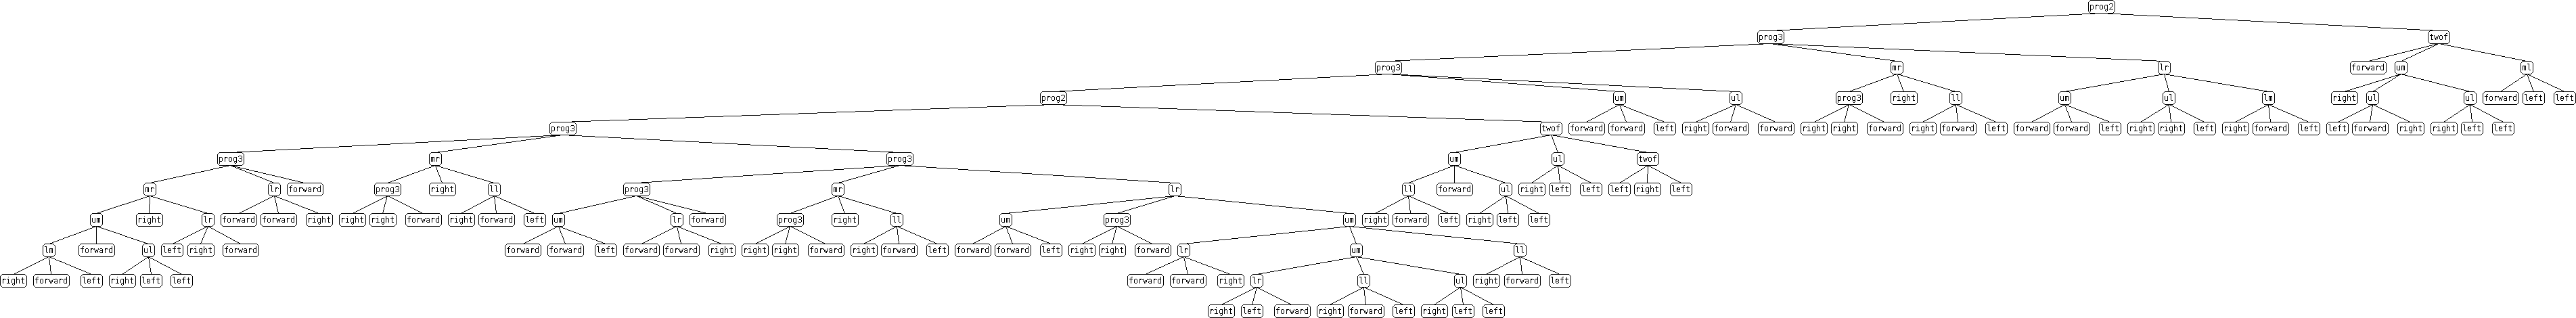 prog2
prog3 twof
prog3 mr lr forward um ml
prog2 um ul prog3 right ll um ul lm right ul ul forward left left
prog3 twof forward forward left right forward forward right right forward right forward left forward forward left right right left right forward left left forward right right left left
prog3 mr prog3 um ul twof
mr lr forward prog3 right ll prog3 mr lr ll forward ul right left left left right left
um right lr forward forward right right right forward right forward left um lr forward prog3 right ll um prog3 um right forward left right left left
lm forward ul left right forward forward forward left forward forward right right right forward right forward left forward forward left right right forward lr um ll
right forward left right left left forward forward right lr ll ul right forward left
right left forward right forward left right left left